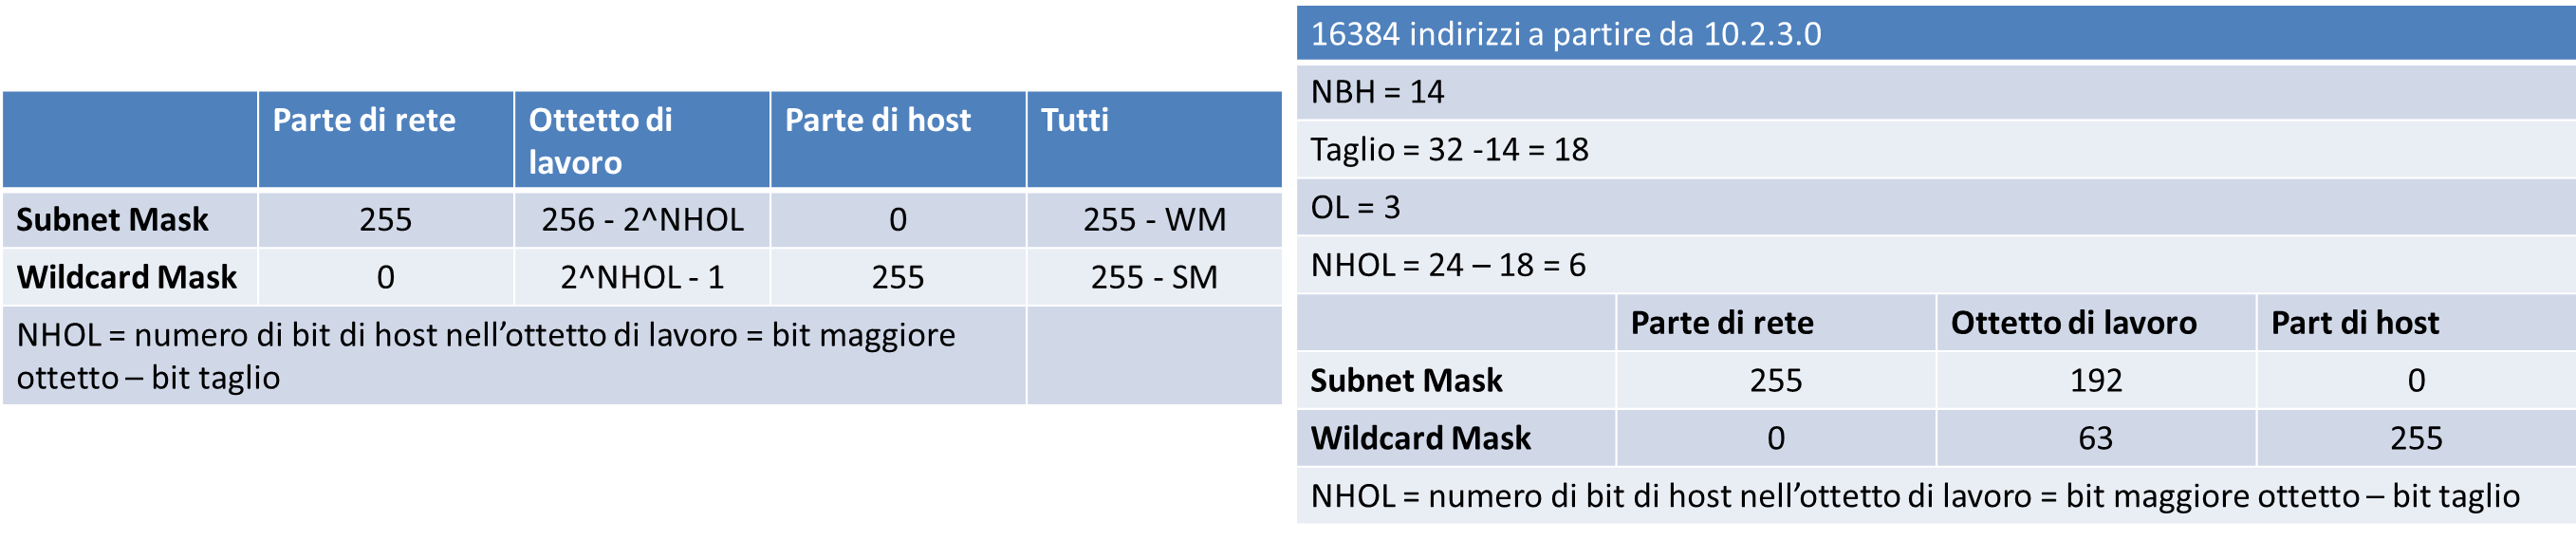 Parte di rete Ottetto di lavoro Parte di host Tutti
Subnet Mask 255 256 - 2^NHOL 0 255 - WM
Wildcard Mask 0 2^NHOL - 1 255 255 - SM
NHOL = numero di bit di host nell’ottetto di lavoro = bit maggiore
ottetto – bit taglio
16384 indirizzi a partire da 10.2.3.0
NBH = 14
Taglio = 32 -14 = 18
OL = 3
NHOL = 24 – 18 = 6
Parte di rete Ottetto di lavoro Part di host
Subnet Mask 255 192 0
Wildcard Mask 0 63 255
NHOL = numero di bit di host nell’ottetto di lavoro = bit maggiore ottetto – bit taglio